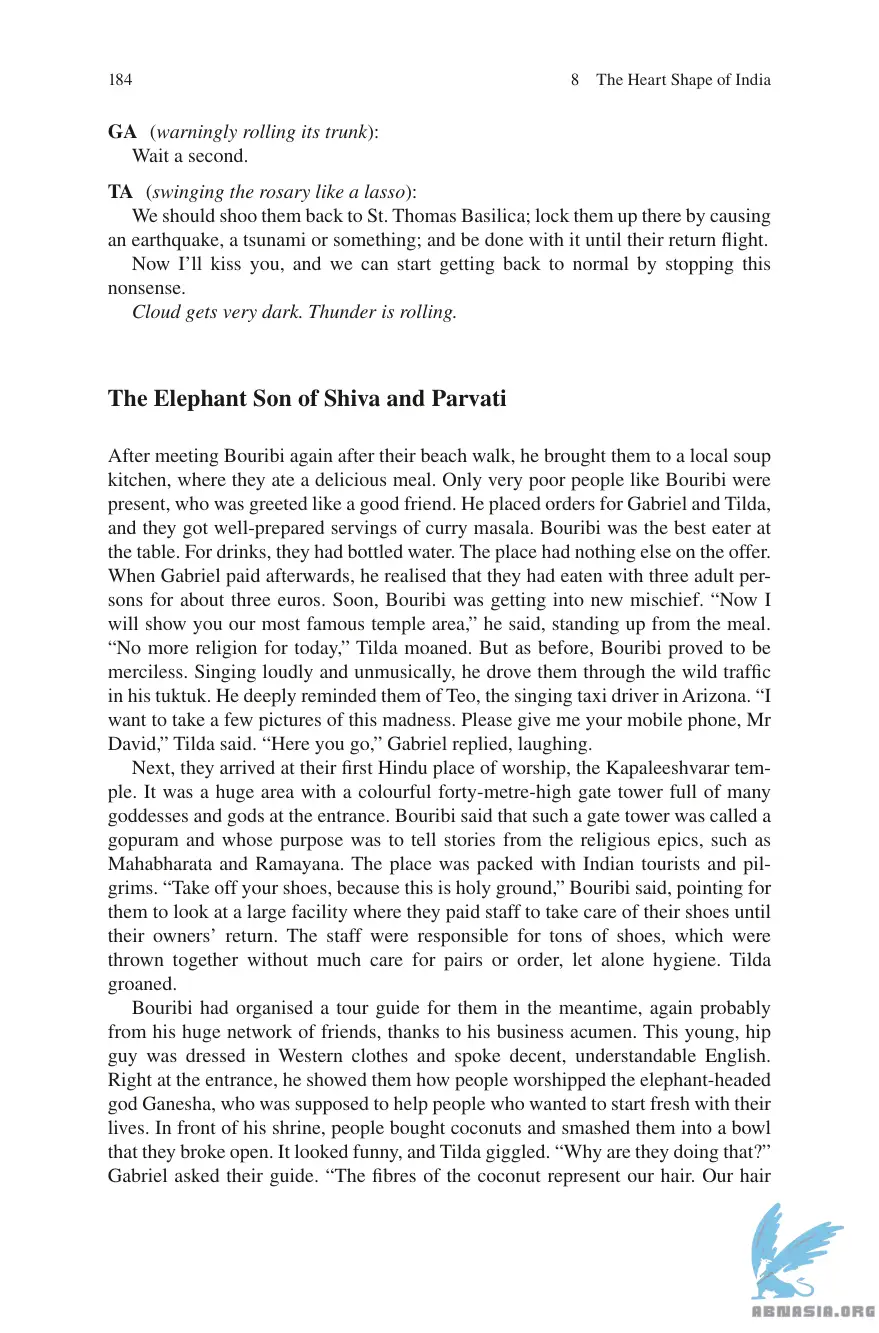 184
8 The Heart Shape of India
GA (warningly rolling its trunk):
Wait a second.
TA (swinging the rosary like a lasso):
We should shoo them back to St. Thomas Basilica; lock them up there by causing
an earthquake, a tsunami or something; and be done with it until their return flight.
Now I’ll kiss you, and we can start getting back to normal by stopping this
nonsense.
Cloud gets very dark. Thunder is rolling.
The Elephant Son of Shiva and Parvati
After meeting Bouribi again after their beach walk, he brought them to a local soup
kitchen, where they ate a delicious meal. Only very poor people like Bouribi were
present, who was greeted like a good friend. He placed orders for Gabriel and Tilda,
and they got well-prepared servings of curry masala. Bouribi was the best eater at
the table. For drinks, they had bottled water. The place had nothing else on the offer.
When Gabriel paid afterwards, he realised that they had eaten with three adult per-
sons for about three euros. Soon, Bouribi was getting into new mischief. “Now I
will show you our most famous temple area,” he said, standing up from the meal.
“No more religion for today,” Tilda moaned. But as before, Bouribi proved to be
merciless. Singing loudly and unmusically, he drove them through the wild traffic
in his tuktuk. He deeply reminded them of Teo, the singing taxi driver in Arizona. “I
want to take a few pictures of this madness. Please give me your mobile phone, Mr
David,” Tilda said. “Here you go,” Gabriel replied, laughing.
Next, they arrived at their first Hindu place of worship, the Kapaleeshvarar tem-
ple. It was a huge area with a colourful forty-metre-high gate tower full of many
goddesses and gods at the entrance. Bouribi said that such a gate tower was called a
gopuram and whose purpose was to tell stories from the religious epics, such as
Mahabharata and Ramayana. The place was packed with Indian tourists and pil-
grims. “Take off your shoes, because this is holy ground,” Bouribi said, pointing for
them to look at a large facility where they paid staff to take care of their shoes until
their owners’ return. The staff were responsible for tons of shoes, which were
thrown together without much care for pairs or order, let alone hygiene. Tilda
groaned.
Bouribi had organised a tour guide for them in the meantime, again probably
from his huge network of friends, thanks to his business acumen. This young, hip
guy was dressed in Western clothes and spoke decent, understandable English.
Right at the entrance, he showed them how people worshipped the elephant-headed
god Ganesha, who was supposed to help people who wanted to start fresh with their
lives. In front of his shrine, people bought coconuts and smashed them into a bowl
that they broke open. It looked funny, and Tilda giggled. “Why are they doing that?”
Gabriel asked their guide. “The fibres of the coconut represent our hair. Our hair
ABNASIA.ORG